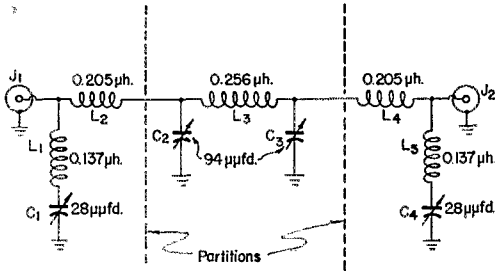 J1
0.205 µh.
0.256 µh.
0.205 µh.
J2
L2
L3
L4
C2
C3
94 µµfd.
L1
0.137 µh.
L5
0.137 µh.
C1
28 µµfd.
C4
28 µµfd.
Partitions